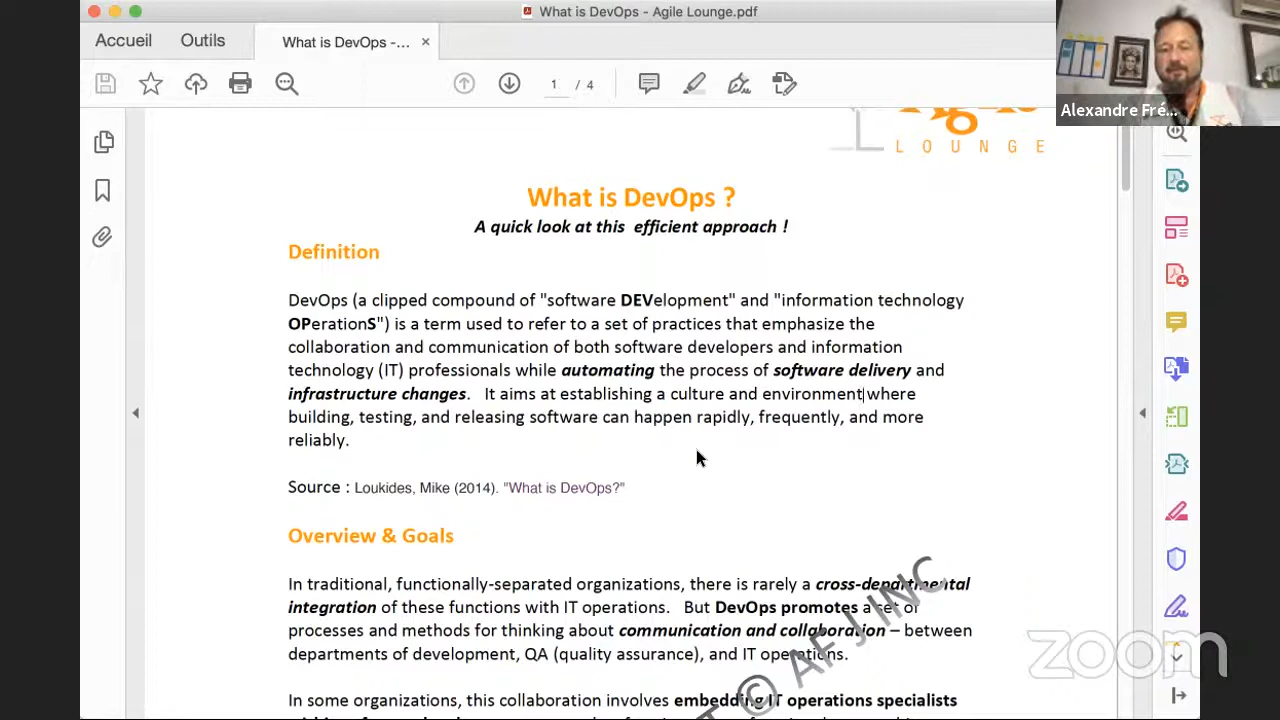 What is DevOps - Agile Lounge.pdf
Accueil Outils What is DevOps -... ×
1 / 4
Alexandre Fré...
LOUNGE
What is DevOps ?
A quick look at this efficient approach !
Definition
DevOps (a clipped compound of "software DEVelopment" and "information technology
OPerationS") is a term used to refer to a set of practices that emphasize the
collaboration and communication of both software developers and information
technology (IT) professionals while automating the process of software delivery and
infrastructure changes. It aims at establishing a culture and environment where
building, testing, and releasing software can happen rapidly, frequently, and more
reliably.
Source : Loukides, Mike (2014). "What is DevOps?"
Overview & Goals
In traditional, functionally-separated organizations, there is rarely a cross-departmental
integration of these functions with IT operations. But DevOps promotes a set of
processes and methods for thinking about communication and collaboration – between
departments of development, QA (quality assurance), and IT operations.
In some organizations, this collaboration involves embedding IT operations specialists
© AFJ INC
zoom